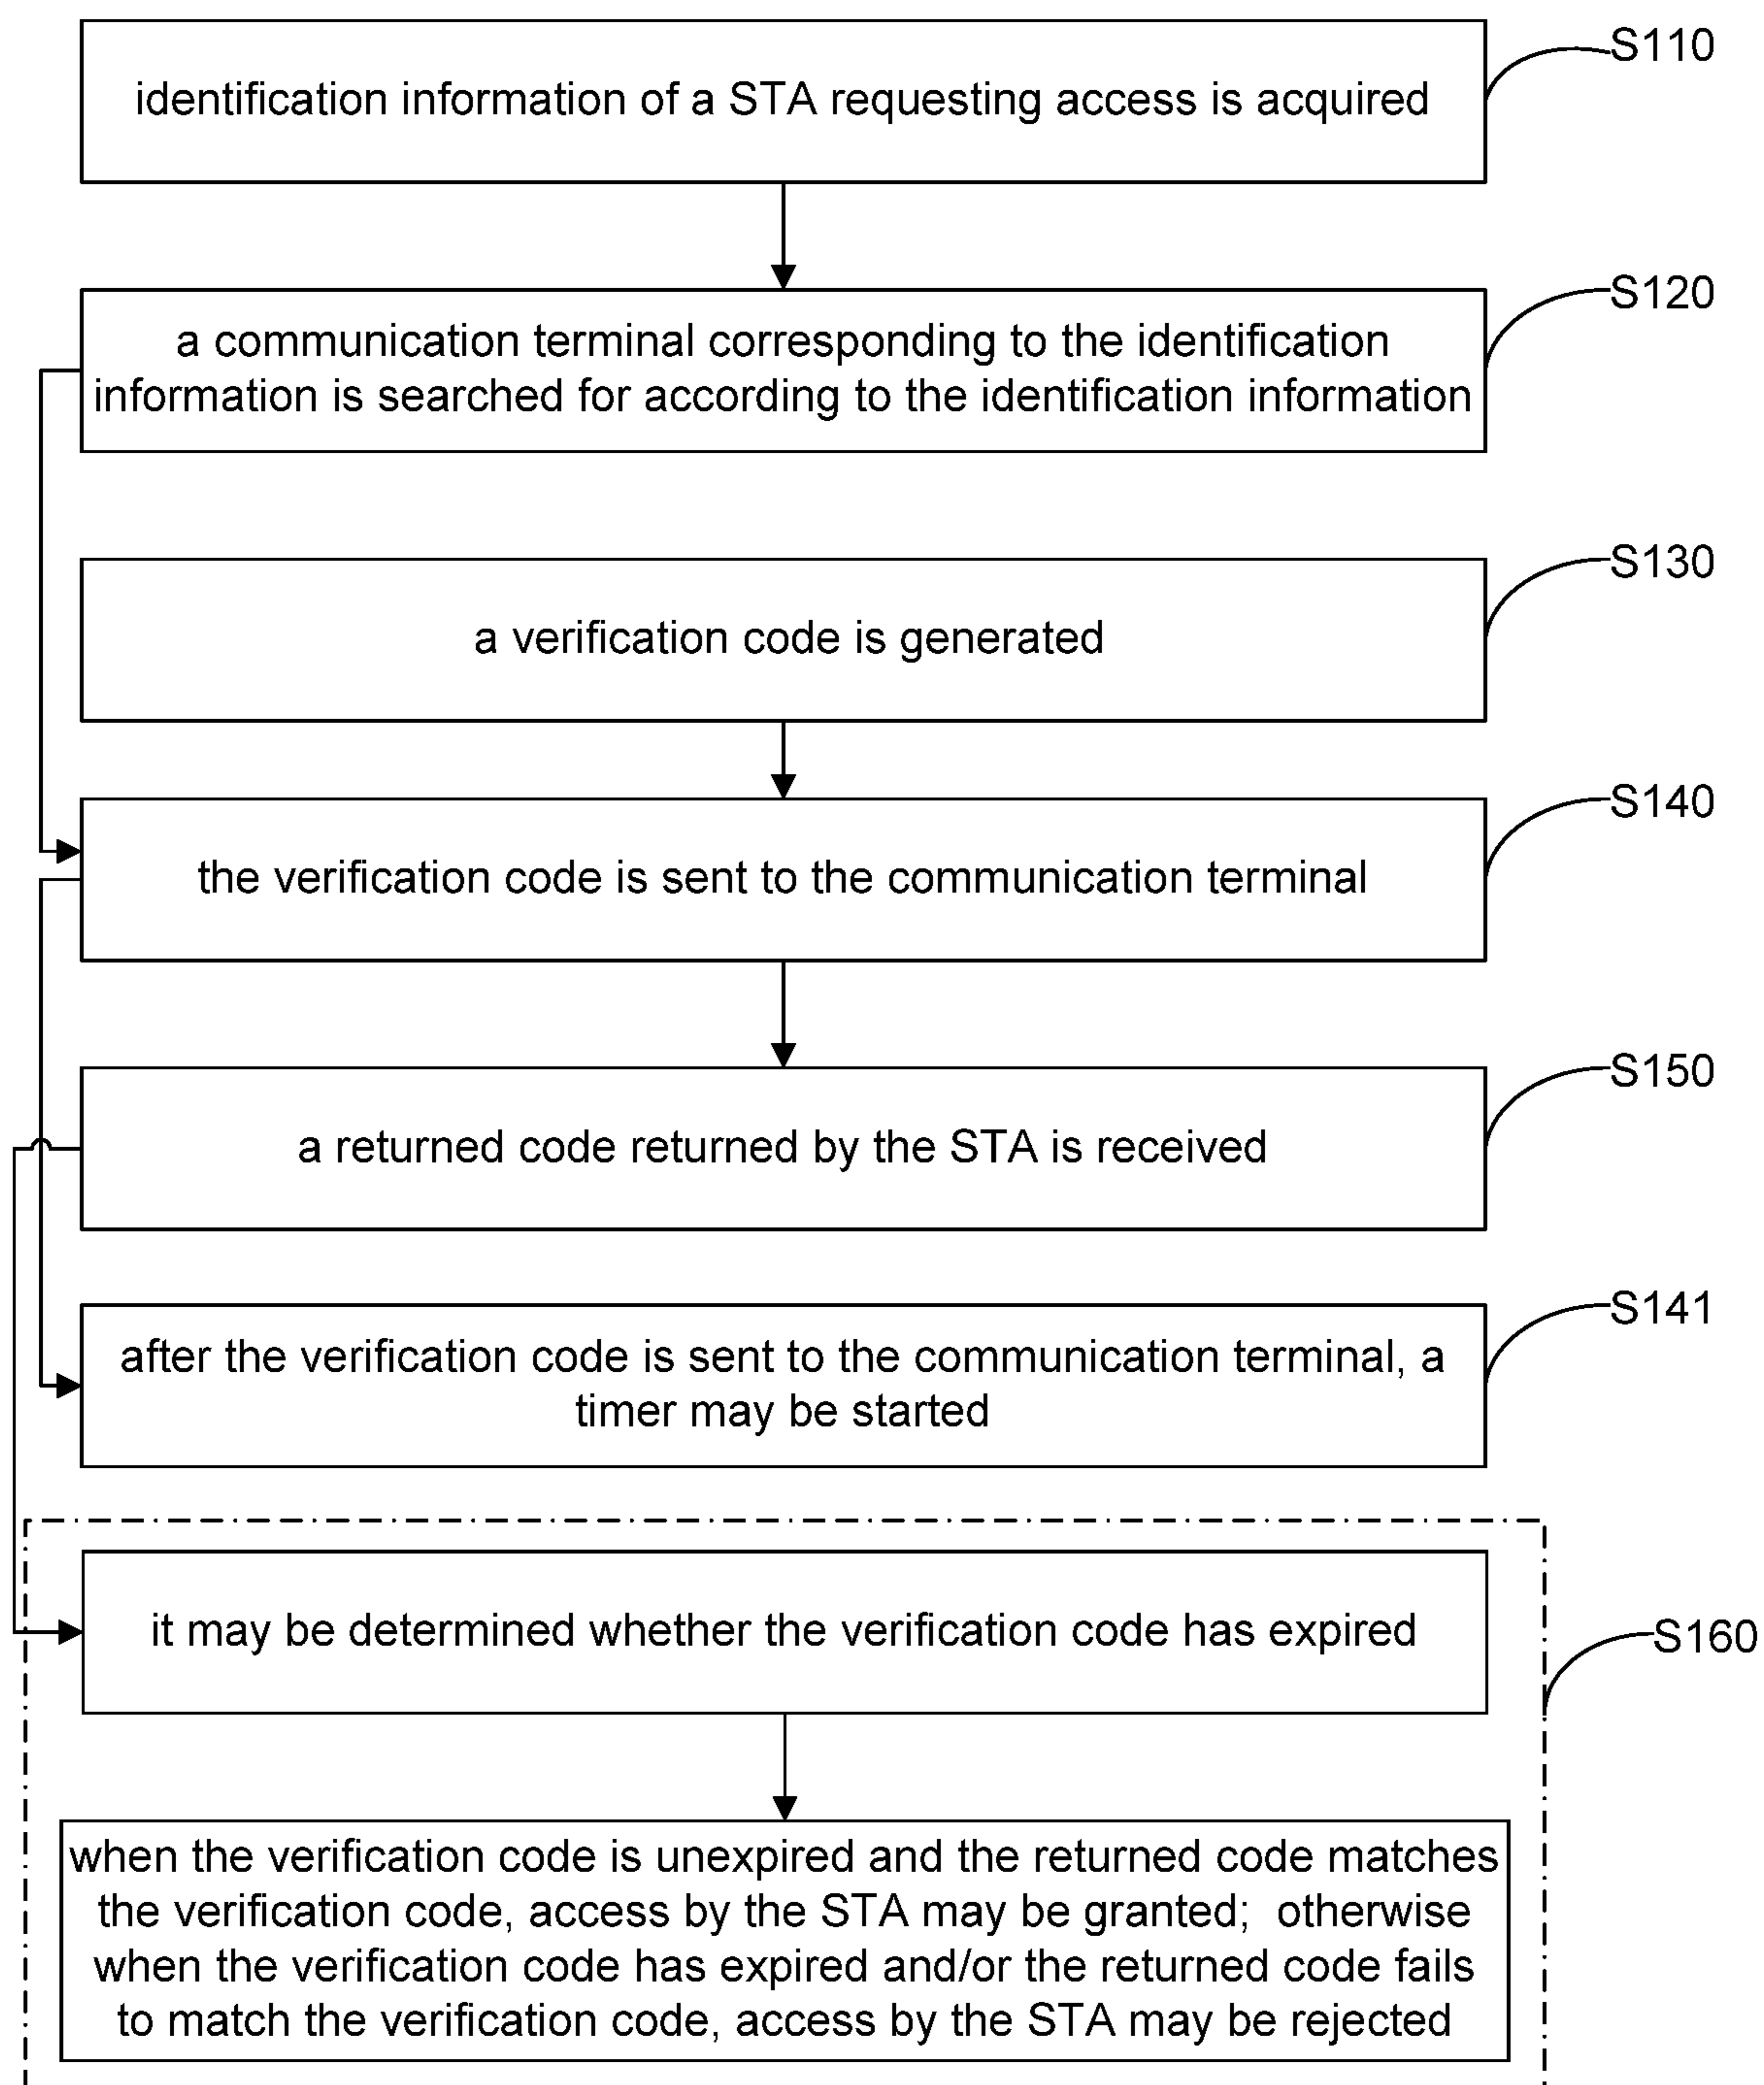 identification information of a STA requesting access is acquired
S110
a communication terminal corresponding to the identification
information is searched for according to the identification information
S120
a verification code is generated
S130
the verification code is sent to the communication terminal
S140
a returned code returned by the STA is received
S150
after the verification code is sent to the communication terminal, a
timer may be started
S141
it may be determined whether the verification code has expired
S160
when the verification code is unexpired and the returned code matches
the verification code, access by the STA may be granted; otherwise
when the verification code has expired and/or the returned code fails
to match the verification code, access by the STA may be rejected